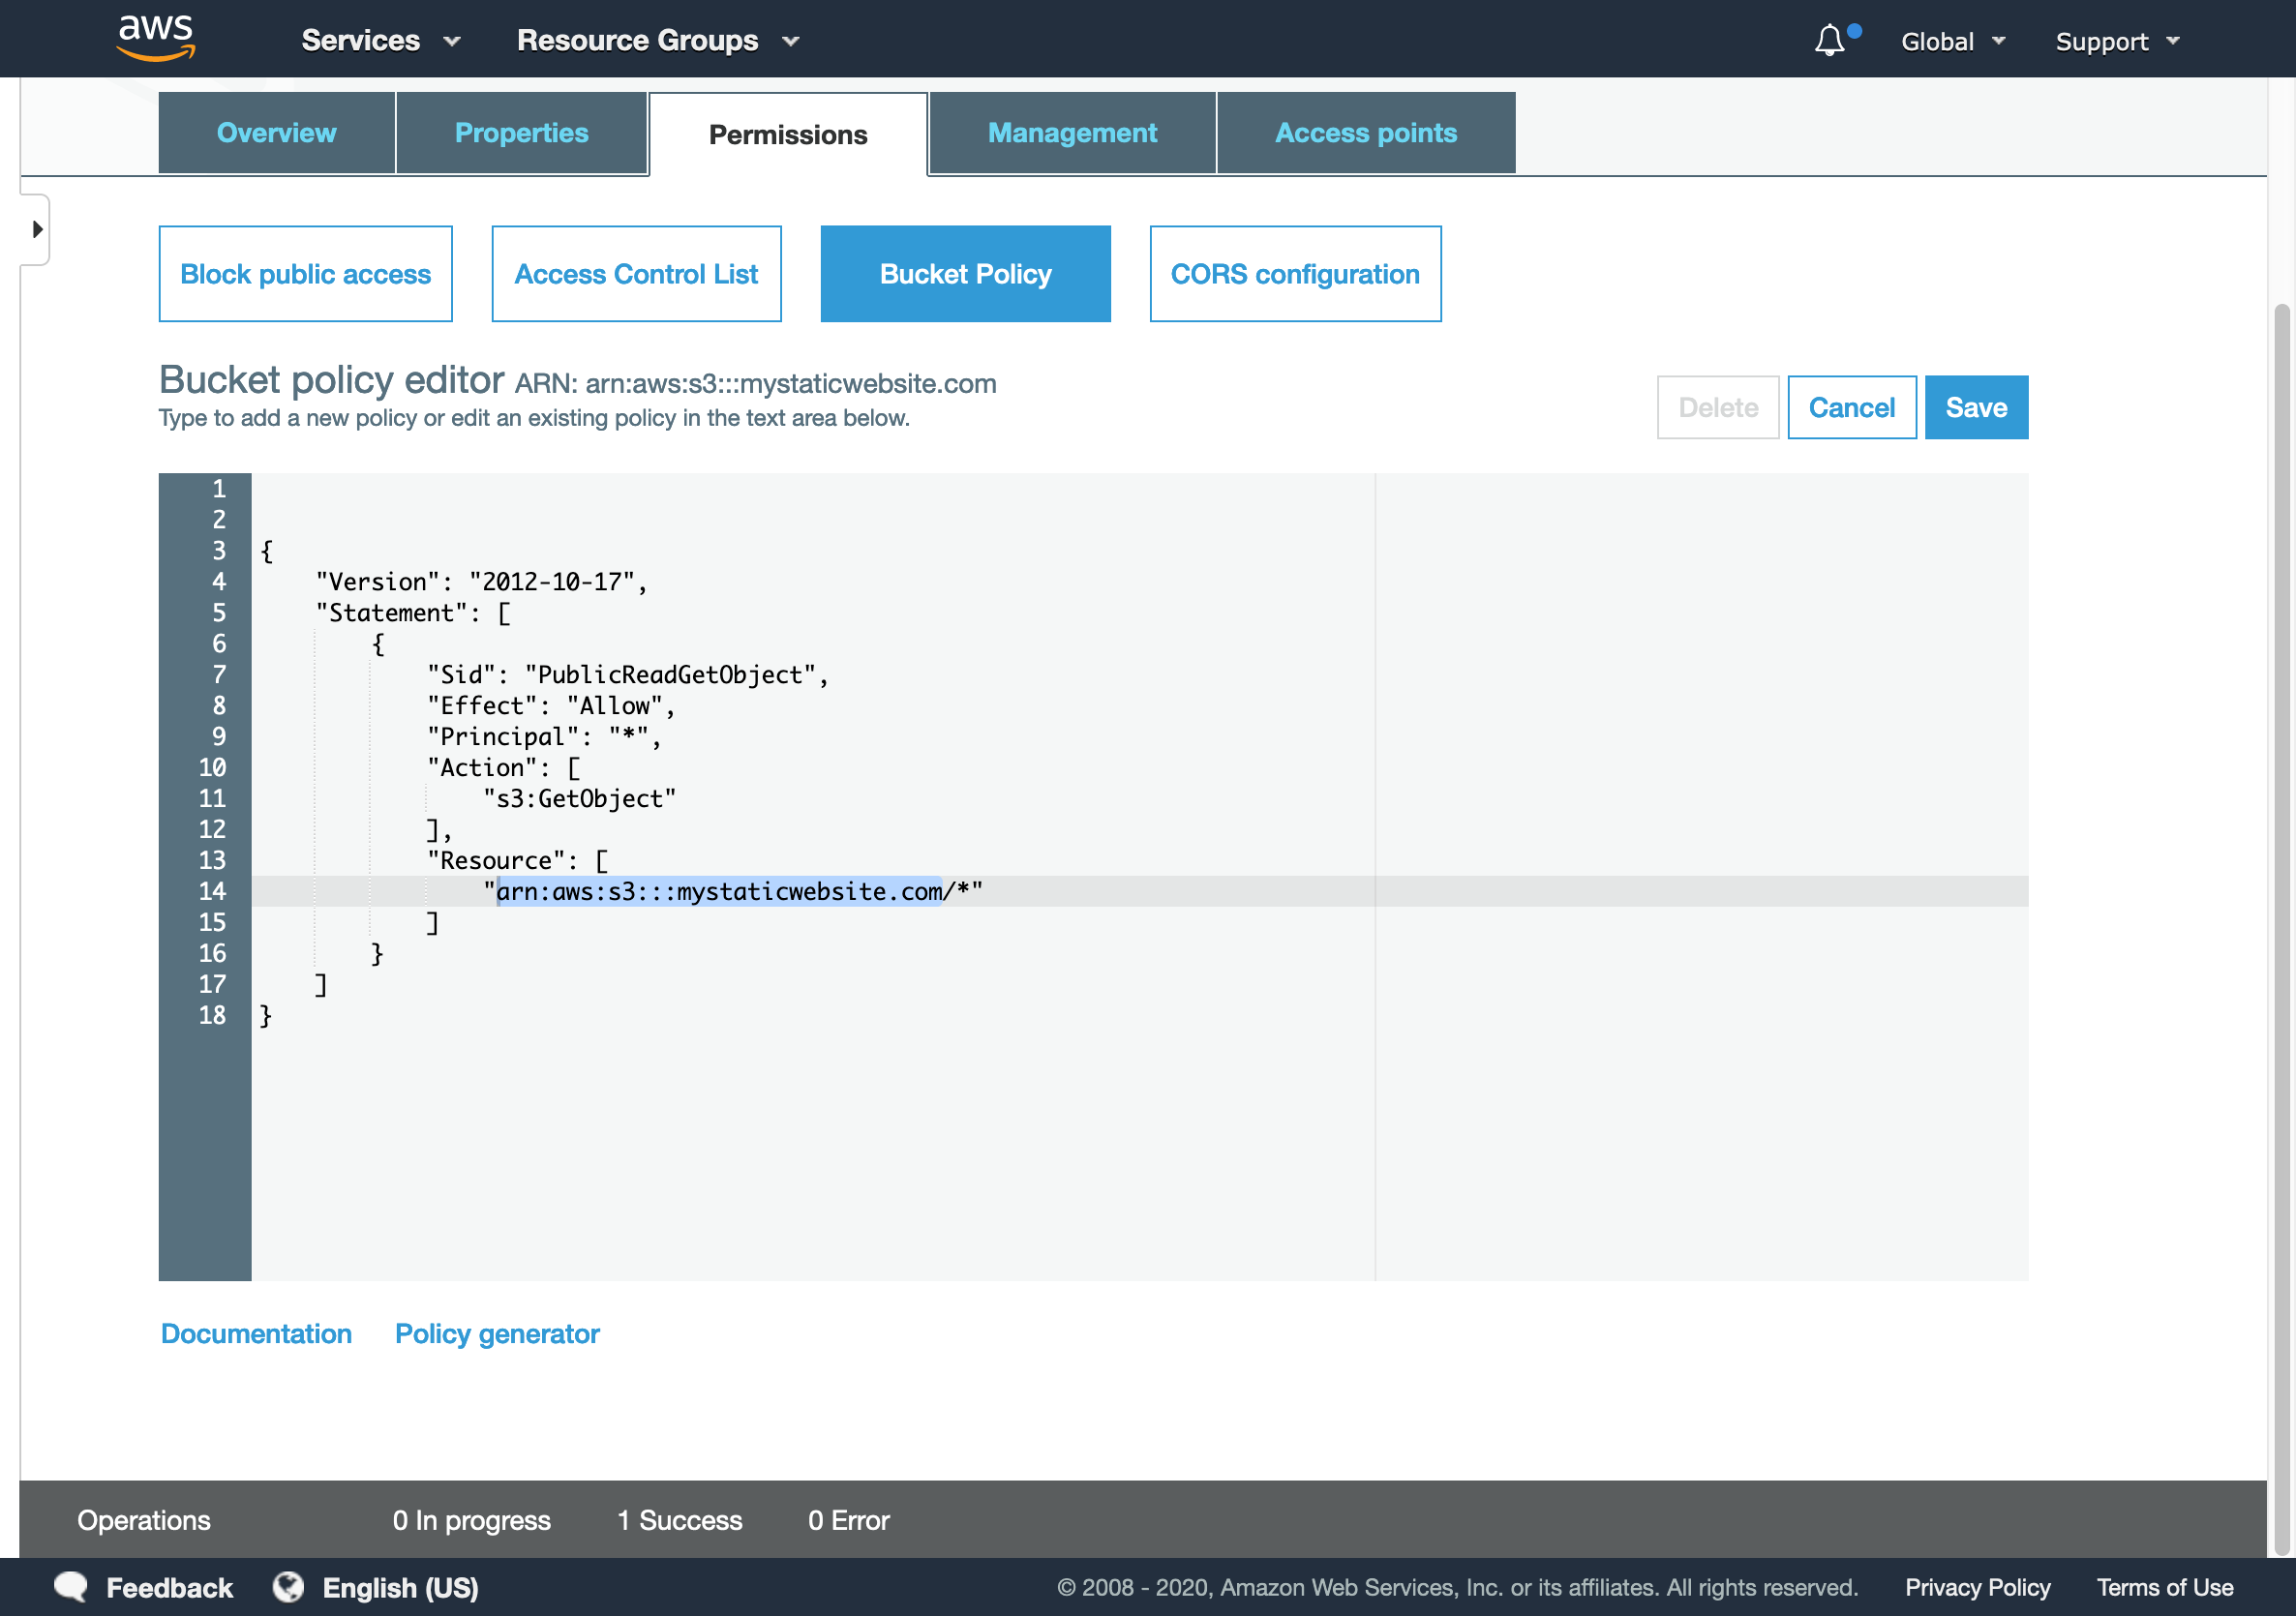 aws Services Resource Groups Global Support
Overview Properties Permissions Management Access points
Block public access Access Control List Bucket Policy CORS configuration
Bucket policy editor ARN: arn:aws:s3:::mystaticwebsite.com
Type to add a new policy or edit an existing policy in the text area below.
Delete Cancel Save
1
2
3 {
4     "Version": "2012-10-17",
5     "Statement": [
6         {
7             "Sid": "PublicReadGetObject",
8             "Effect": "Allow",
9             "Principal": "*",
10             "Action": [
11                 "s3:GetObject"
12             ],
13             "Resource": [
14                 "arn:aws:s3:::mystaticwebsite.com/*"
15             ]
16         }
17     ]
18 }
Documentation Policy generator
Operations 0 In progress 1 Success 0 Error
Feedback English (US) © 2008 - 2020, Amazon Web Services, Inc. or its affiliates. All rights reserved. Privacy Policy Terms of Use